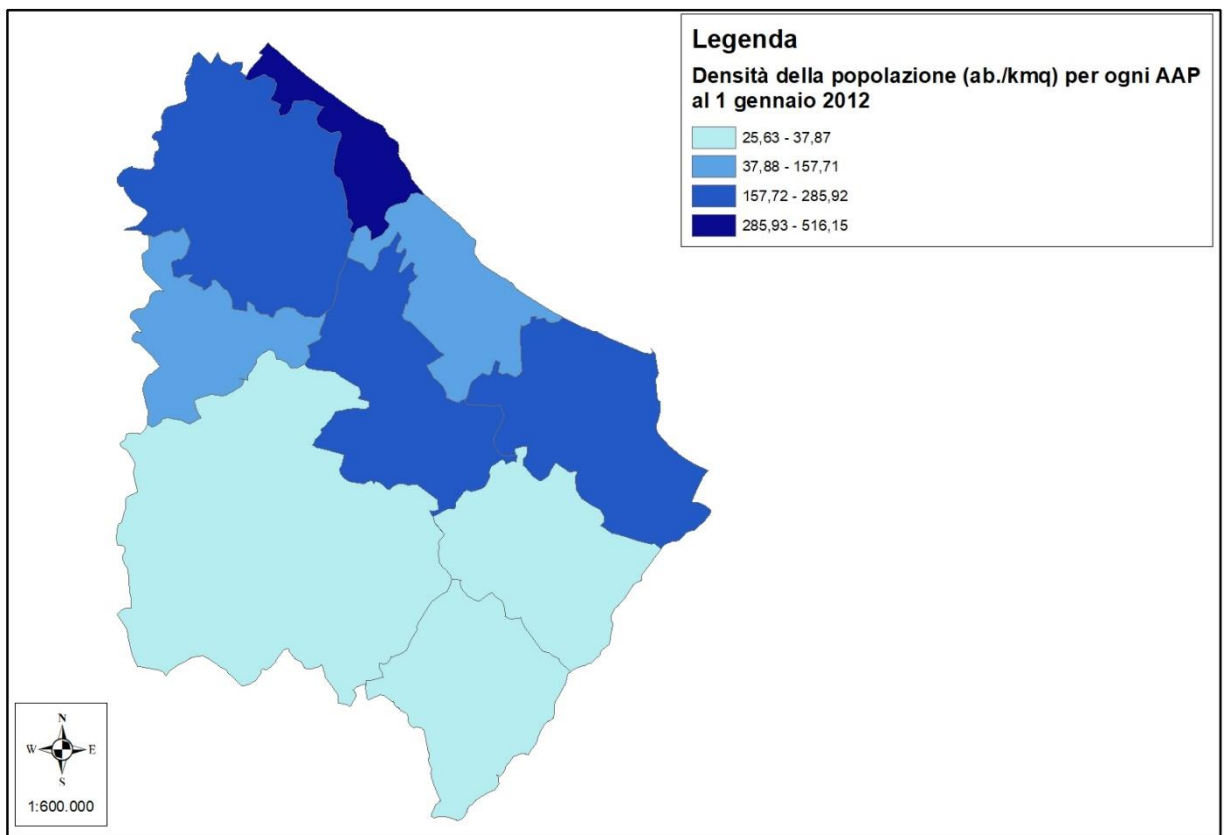 Legenda
Densità della popolazione (ab./kmq) per ogni AAP
al 1 gennaio 2012
25,63 - 37,87
37,88 - 157,71
157,72 - 285,92
285,93 - 516,15
N
W E
S
1:600.000